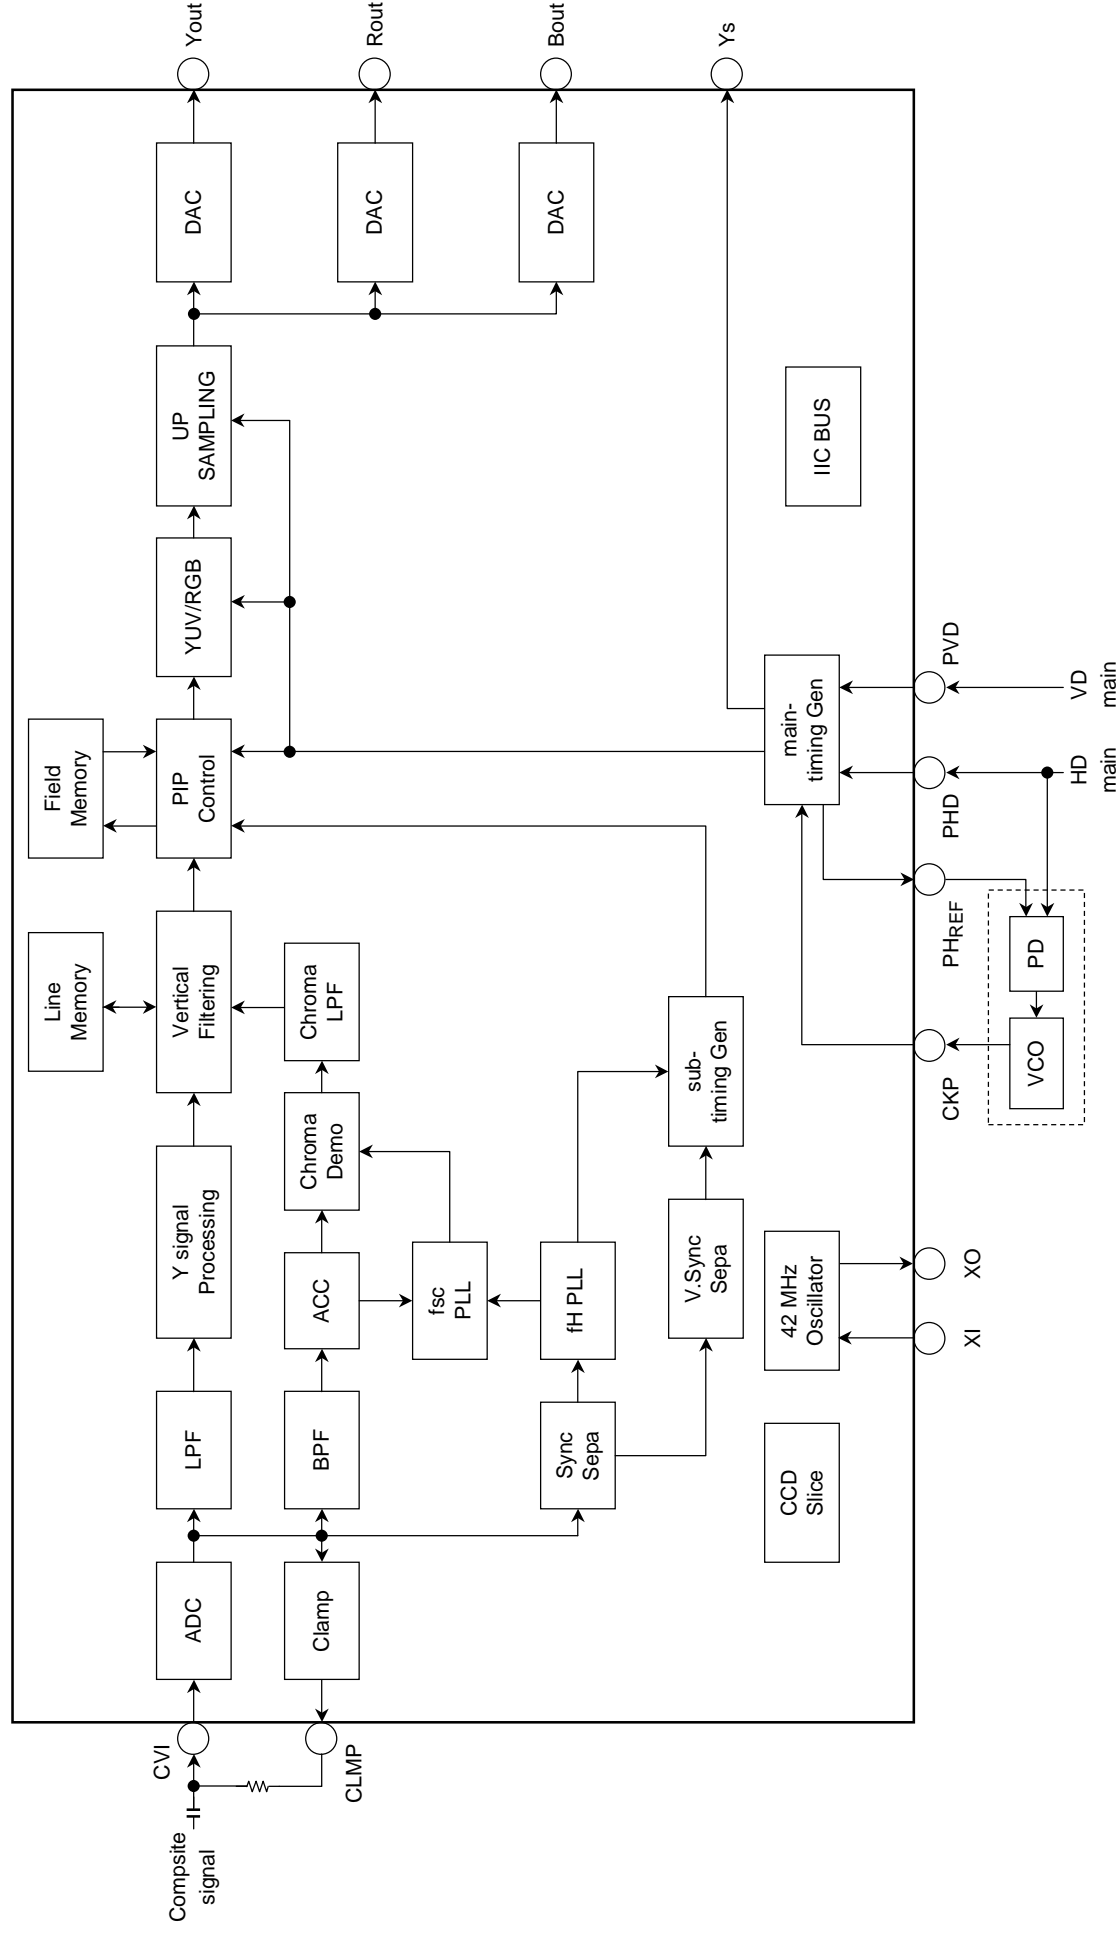 Compsite
signal
CVI
CLMP
ADC
Clamp
LPF
BPF
Sync
Sepa
CCD
Slice
Y signal
Processing
ACC
fsc
PLL
fH PLL
V.Sync
Sepa
42 MHz
Oscillator
XI
XO
Line
Memory
Vertical
Filtering
Chroma
Demo
Chroma
LPF
sub-
timing Gen
CKP
VCO
PD
PHREF
Field
Memory
PIP
Control
main-
timing Gen
PHD
PVD
HD
main
VD
main
YUV/RGB
UP
SAMPLING
IIC BUS
DAC
DAC
DAC
Yout
Rout
Bout
Ys